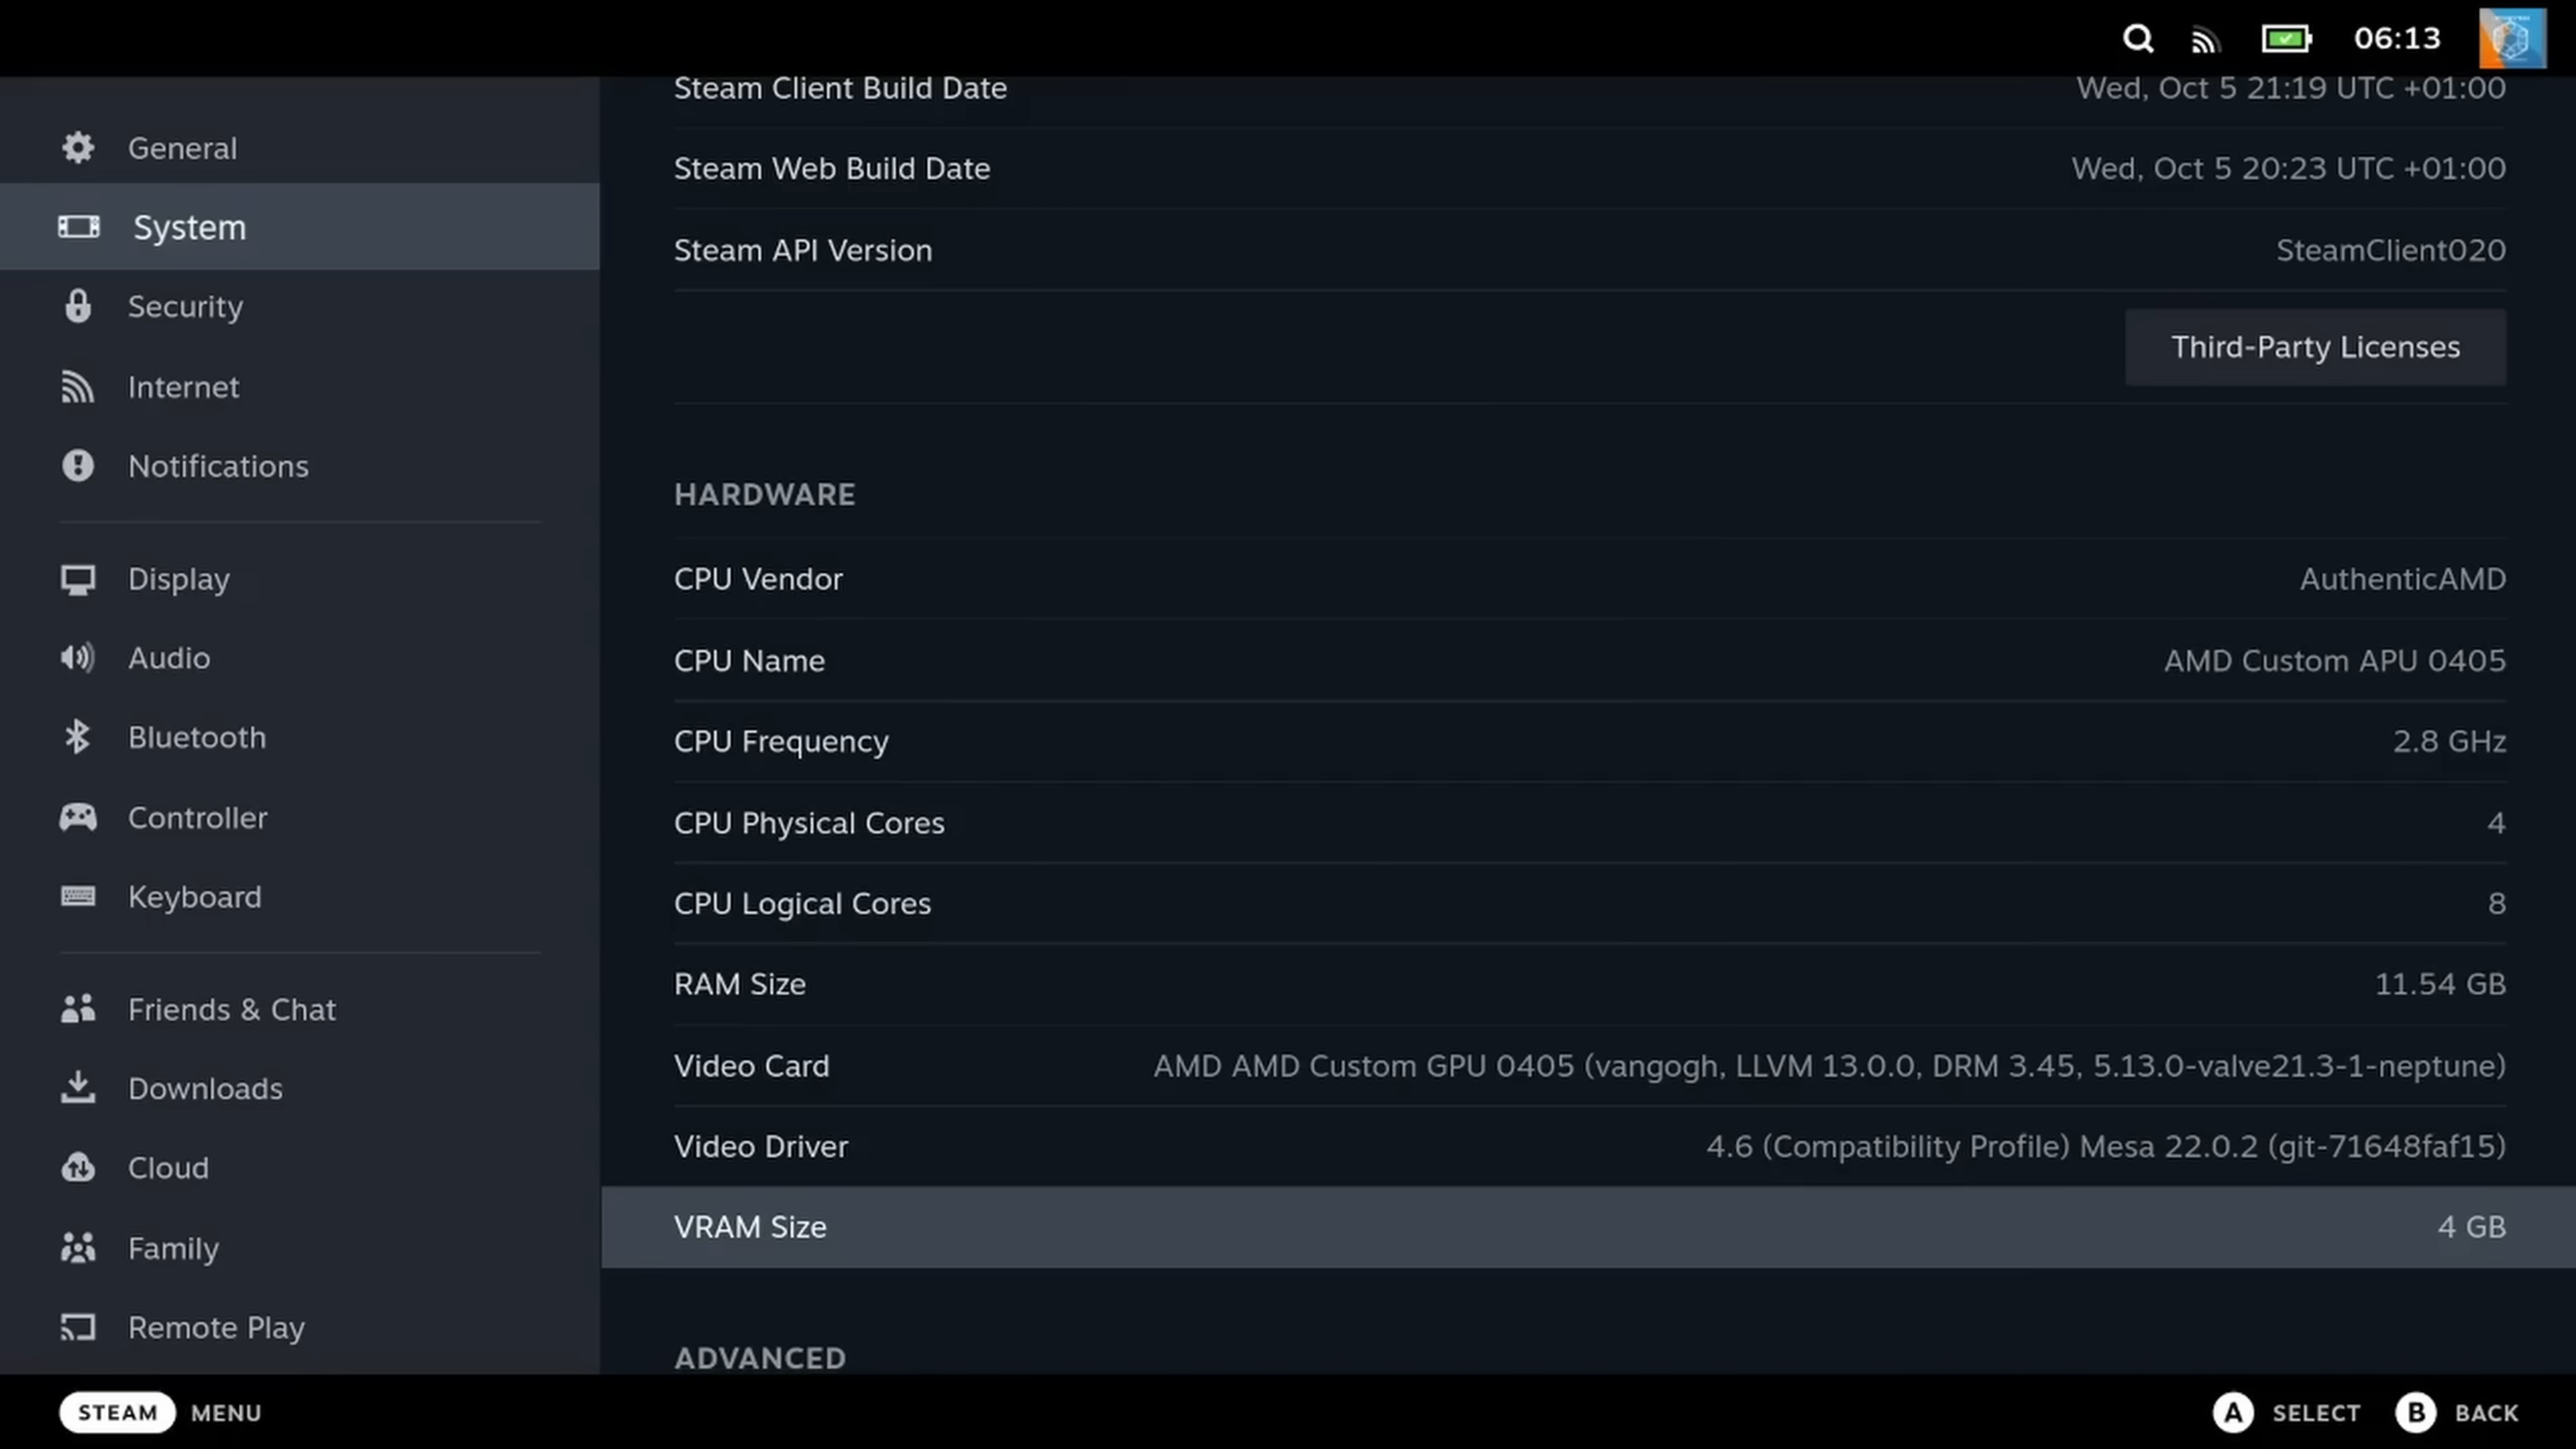 06:13
General
System
Security
Internet
Notifications
Display
Audio
Bluetooth
Controller
Keyboard
Friends & Chat
Downloads
Cloud
Family
Remote Play
Steam Client Build Date Wed, Oct 5 21:19 UTC +01:00
Steam Web Build Date Wed, Oct 5 20:23 UTC +01:00
Steam API Version SteamClient020
Third-Party Licenses
HARDWARE
CPU Vendor AuthenticAMD
CPU Name AMD Custom APU 0405
CPU Frequency 2.8 GHz
CPU Physical Cores 4
CPU Logical Cores 8
RAM Size 11.54 GB
Video Card AMD AMD Custom GPU 0405 (vangogh, LLVM 13.0.0, DRM 3.45, 5.13.0-valve21.3-1-neptune)
Video Driver 4.6 (Compatibility Profile) Mesa 22.0.2 (git-71648faf15)
VRAM Size 4 GB
ADVANCED
STEAM MENU
A SELECT B BACK